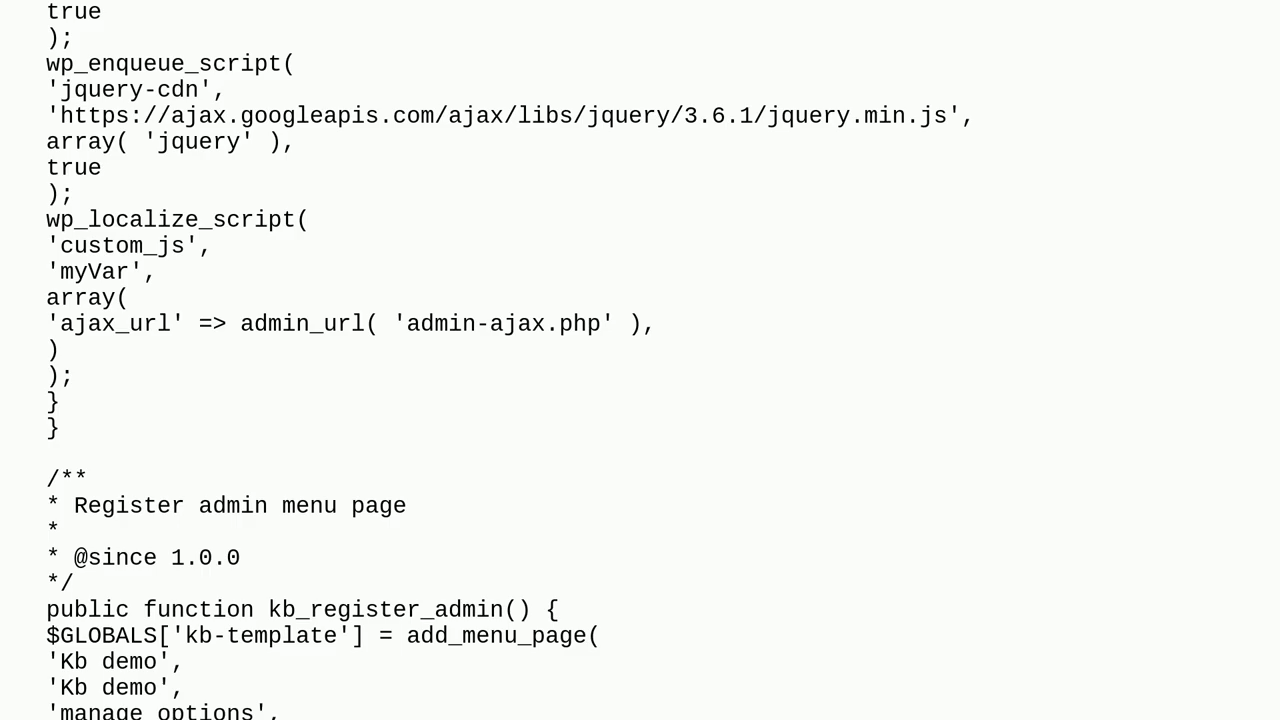 true
);
wp_enqueue_script(
'jquery-cdn',
'https://ajax.googleapis.com/ajax/libs/jquery/3.6.1/jquery.min.js',
array( 'jquery' ),
true
);
wp_localize_script(
'custom_js',
'myVar',
array(
'ajax_url' => admin_url( 'admin-ajax.php' ),
)
);
}
}
/**
* Register admin menu page
*
* @since 1.0.0
*/
public function kb_register_admin() {
$GLOBALS['kb-template'] = add_menu_page(
'Kb demo',
'Kb demo',
'manage_options',